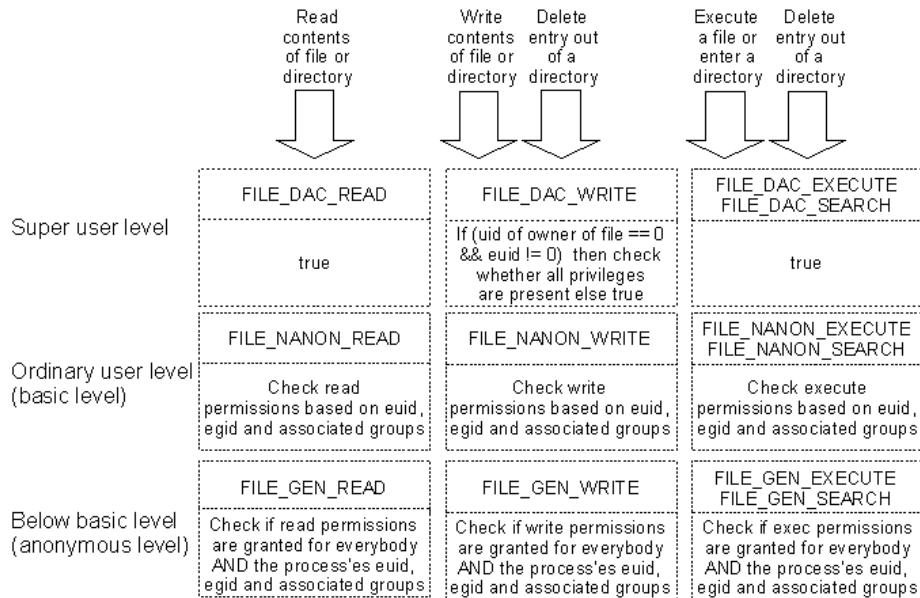 Read
contents
of file or
directory
Write
contents
of file or
directory
Delete
entry out
of a
directory
Execute
a file or
enter a
directory
Delete
entry out
of a
directory
Super user level
FILE_DAC_READ
true
FILE_DAC_WRITE
If (uid of owner of file == 0
&& euid != 0) then check
whether all privileges
are present else true
FILE_DAC_EXECUTE
FILE_DAC_SEARCH
true
Ordinary user level
(basic level)
FILE_NANON_READ
Check read
permissions based on euid,
egid and associated groups
FILE_NANON_WRITE
Check write
permissions based on euid,
egid and associated groups
FILE_NANON_EXECUTE
FILE_NANON_SEARCH
Check execute
permissions based on euid,
egid and associated groups
Below basic level
(anonymous level)
FILE_GEN_READ
Check if read permissions
are granted for everybody
AND the process'es euid,
egid and associated groups
FILE_GEN_WRITE
Check if write permissions
are granted for everybody
AND the process'es euid,
egid and associated groups
FILE_GEN_EXECUTE
FILE_GEN_SEARCH
Check if exec permissions
are granted for everybody
AND the process'es euid,
egid and associated groups